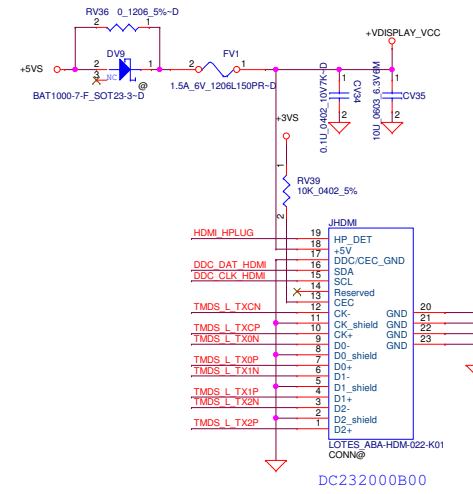 RV36 0_1206_5%~D
2 1
DV9
+5VS 2 1
3 NC
@
BAT1000-7-F_SOT23-3~D
FV1
2 1
1.5A_6V_1206L150PR~D
+VDISPLAY_VCC
0.1U_0402_10V7K~D
1
CV34
2
10U_0603_6.3V6M
1
CV35
2
+3VS
1
RV39
10K_0402_5%
2
JHDMI
HDMI_HPLUG 19 HP_DET
18 +5V
17 DDC/CEC_GND
DDC_DAT_HDMI 16 SDA
DDC_CLK_HDMI 15 SCL
14 Reserved
13 CEC
TMDS_L_TXCN 12 CK- GND 20
11 CK_shield GND 21
TMDS_L_TXCP 10 CK+ GND 22
TMDS_L_TX0N 9 D0- GND 23
8 D0_shield
TMDS_L_TX0P 7 D0+
TMDS_L_TX1N 6 D1-
5 D1_shield
TMDS_L_TX1P 4 D1+
TMDS_L_TX2N 3 D2-
2 D2_shield
TMDS_L_TX2P 1 D2+
LOTES_ABA-HDM-022-K01
CONN@
DC232000B00